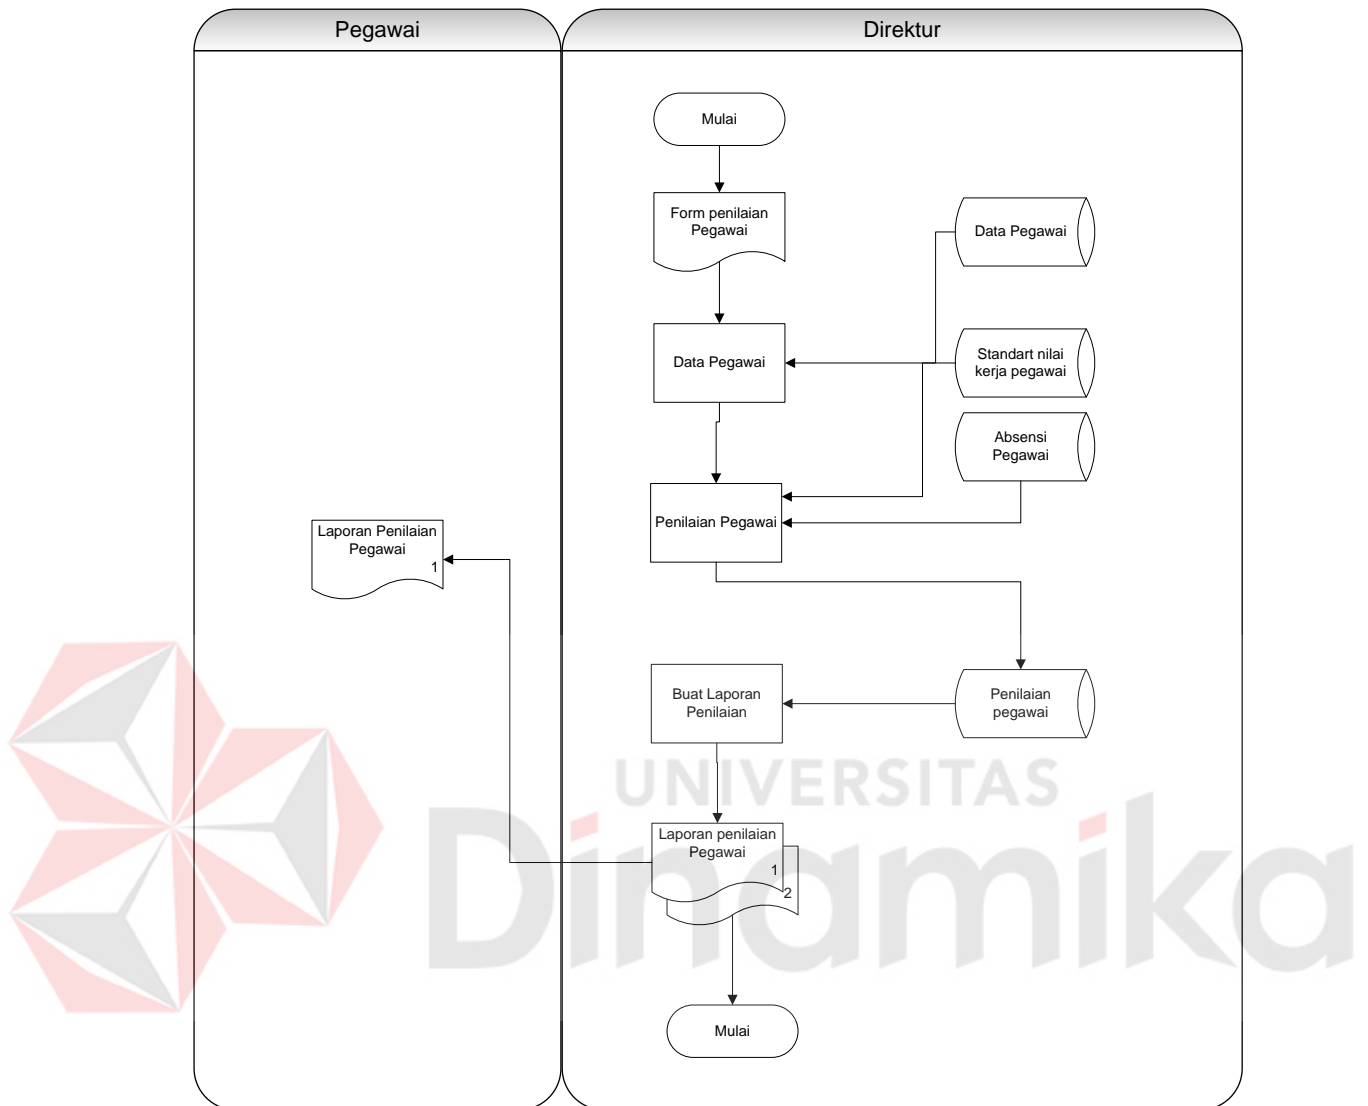 Pegawai
Direktur
Mulai
Form penilaian
Pegawai
Data Pegawai
Data Pegawai
Standart nilai
kerja pegawai
Absensi
Pegawai
Penilaian Pegawai
Laporan Penilaian
Pegawai
1
Buat Laporan
Penilaian
Penilaian
pegawai
UNIVERSITAS
Dinamika
Laporan penilaian
Pegawai
1
2
Mulai